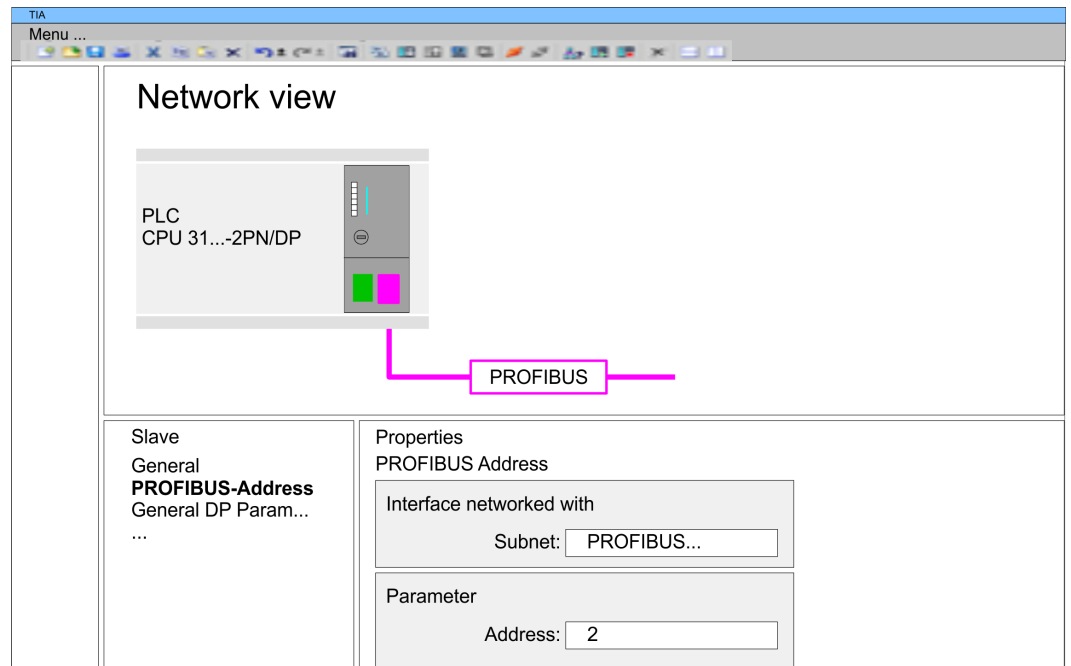 TIA
Menu ...
Network view
PLC
CPU 31...-2PN/DP
PROFIBUS
Slave
General
PROFIBUS-Address
General DP Param...
...
Properties
PROFIBUS Address
Interface networked with
Subnet: PROFIBUS...
Parameter
Address: 2